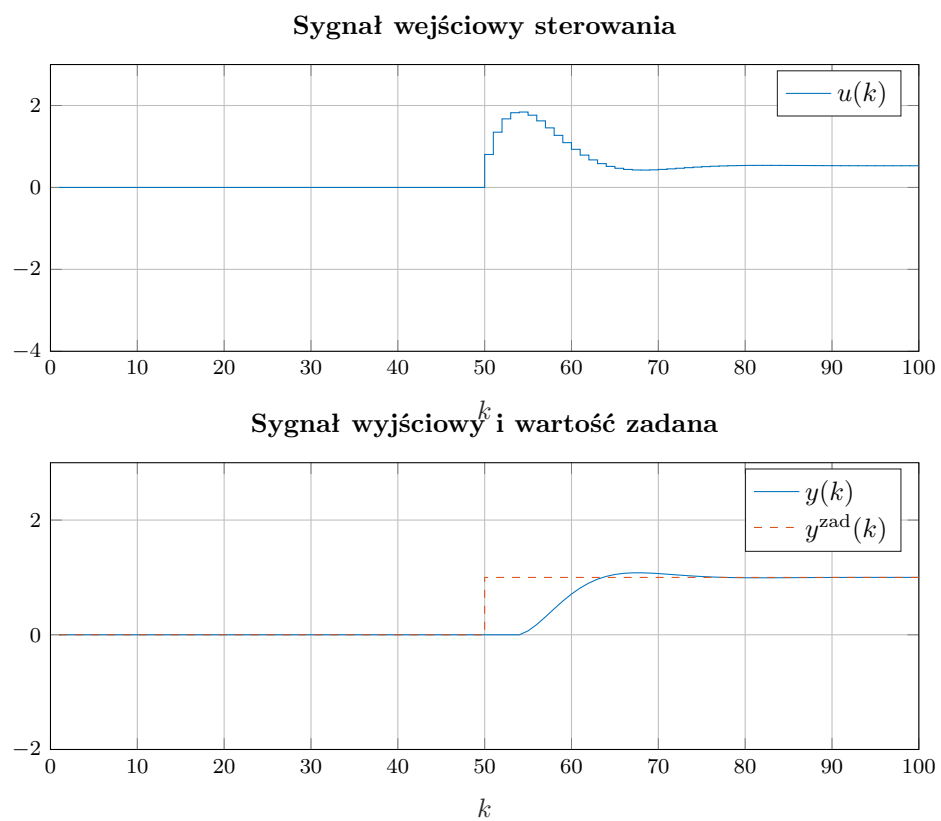 Sygnał wejściowy sterowania
u(k)
2
0
−2
−4
0 10 20 30 40 50 60 70 80 90 100
k
Sygnał wyjściowy i wartość zadana
y(k)
y^zad(k)
2
0
−2
0 10 20 30 40 50 60 70 80 90 100
k